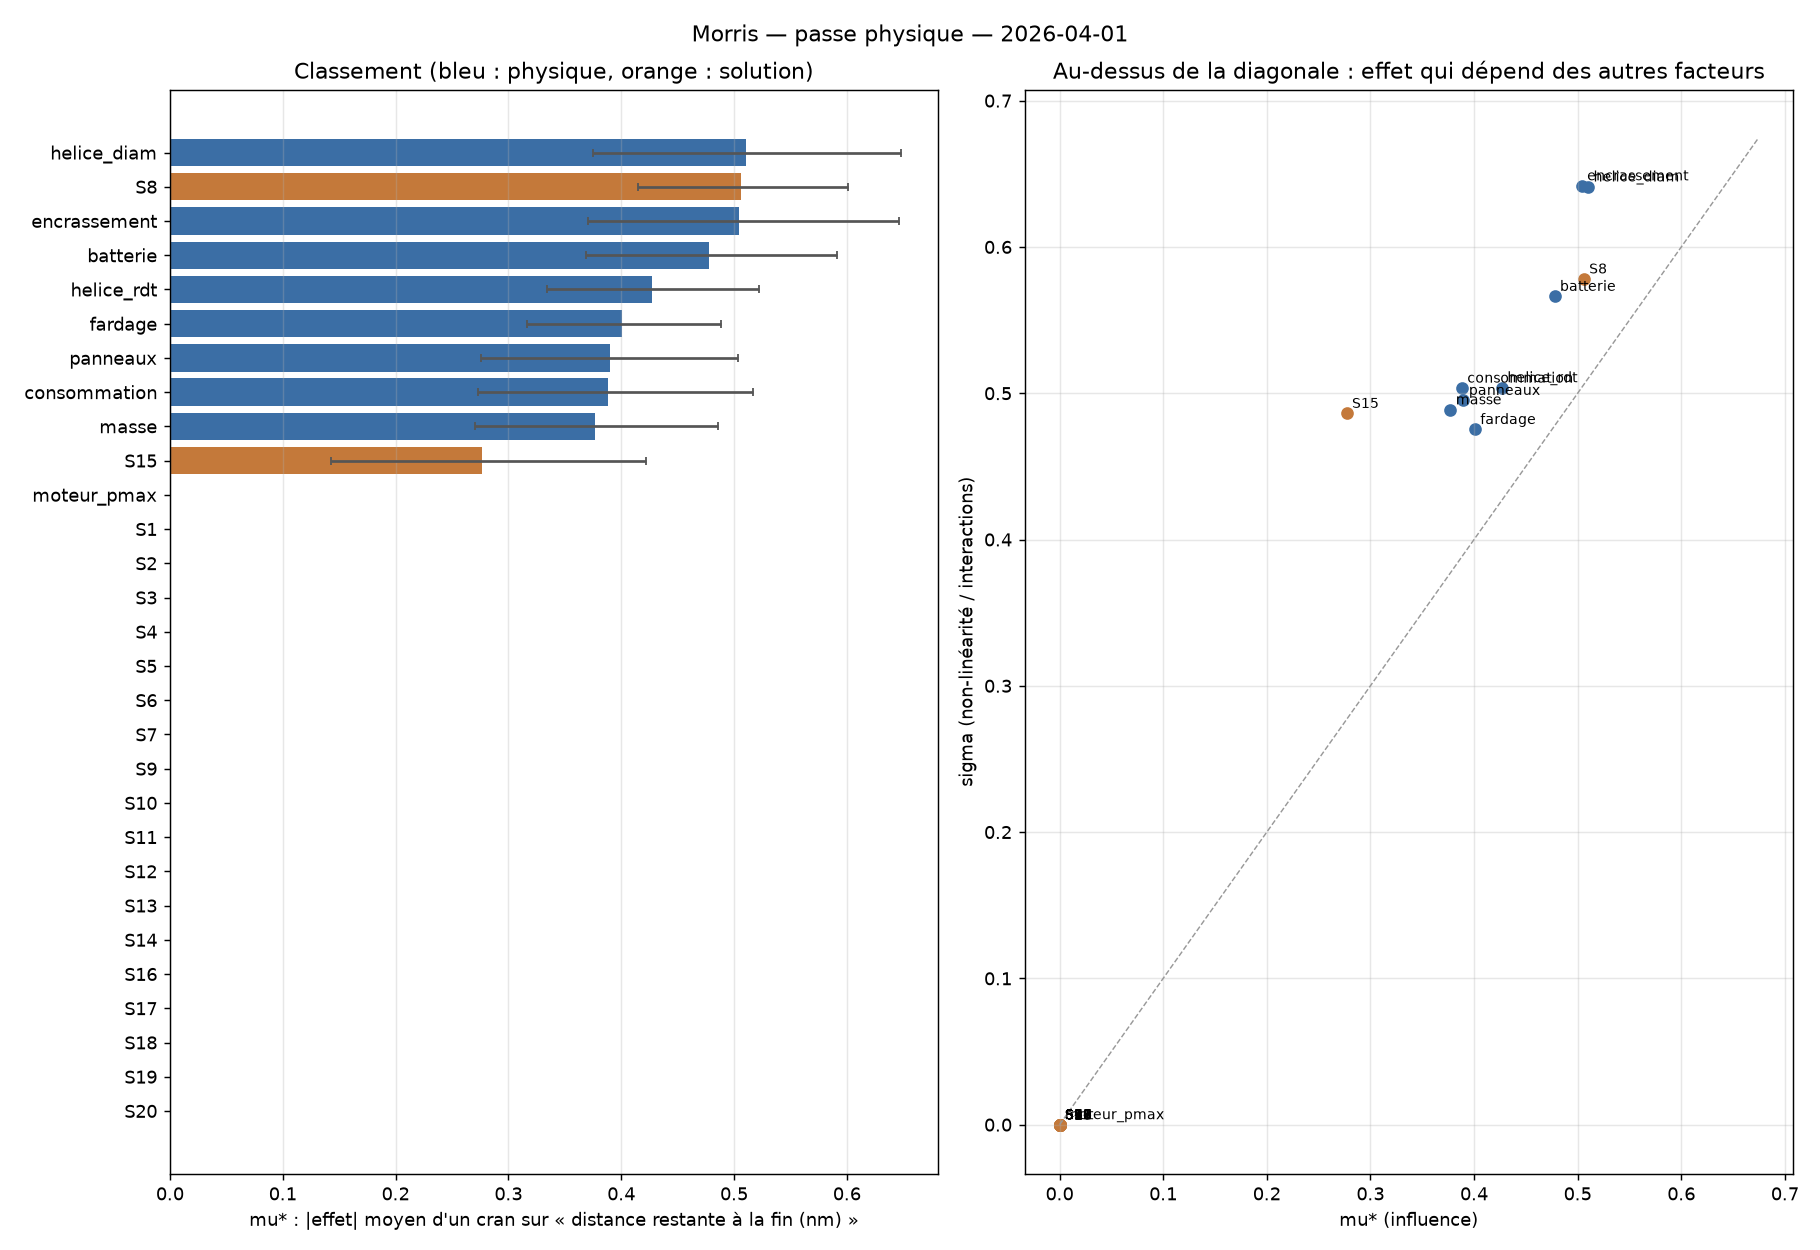 Morris — passe physique — 2026-04-01
Classement (bleu : physique, orange : solution)
helice_diam
S8
encrassement
batterie
helice_rdt
fardage
panneaux
consommation
masse
S15
moteur_pmax
S1
S2
S3
S4
S5
S6
S7
S9
S10
S11
S12
S13
S14
S16
S17
S18
S19
S20
0.0 0.1 0.2 0.3 0.4 0.5 0.6
mu* : |effet| moyen d'un cran sur « distance restante à la fin (nm) »
Au-dessus de la diagonale : effet qui dépend des autres facteurs
sigma (non-linéarité / interactions)
0.7
0.6
0.5
0.4
0.3
0.2
0.1
0.0
encrassement
helice_diam
S8
batterie
consommation
helice_rdt
panneaux
masse
S15
fardage
moteur_pmax
0.0 0.1 0.2 0.3 0.4 0.5 0.6 0.7
mu* (influence)